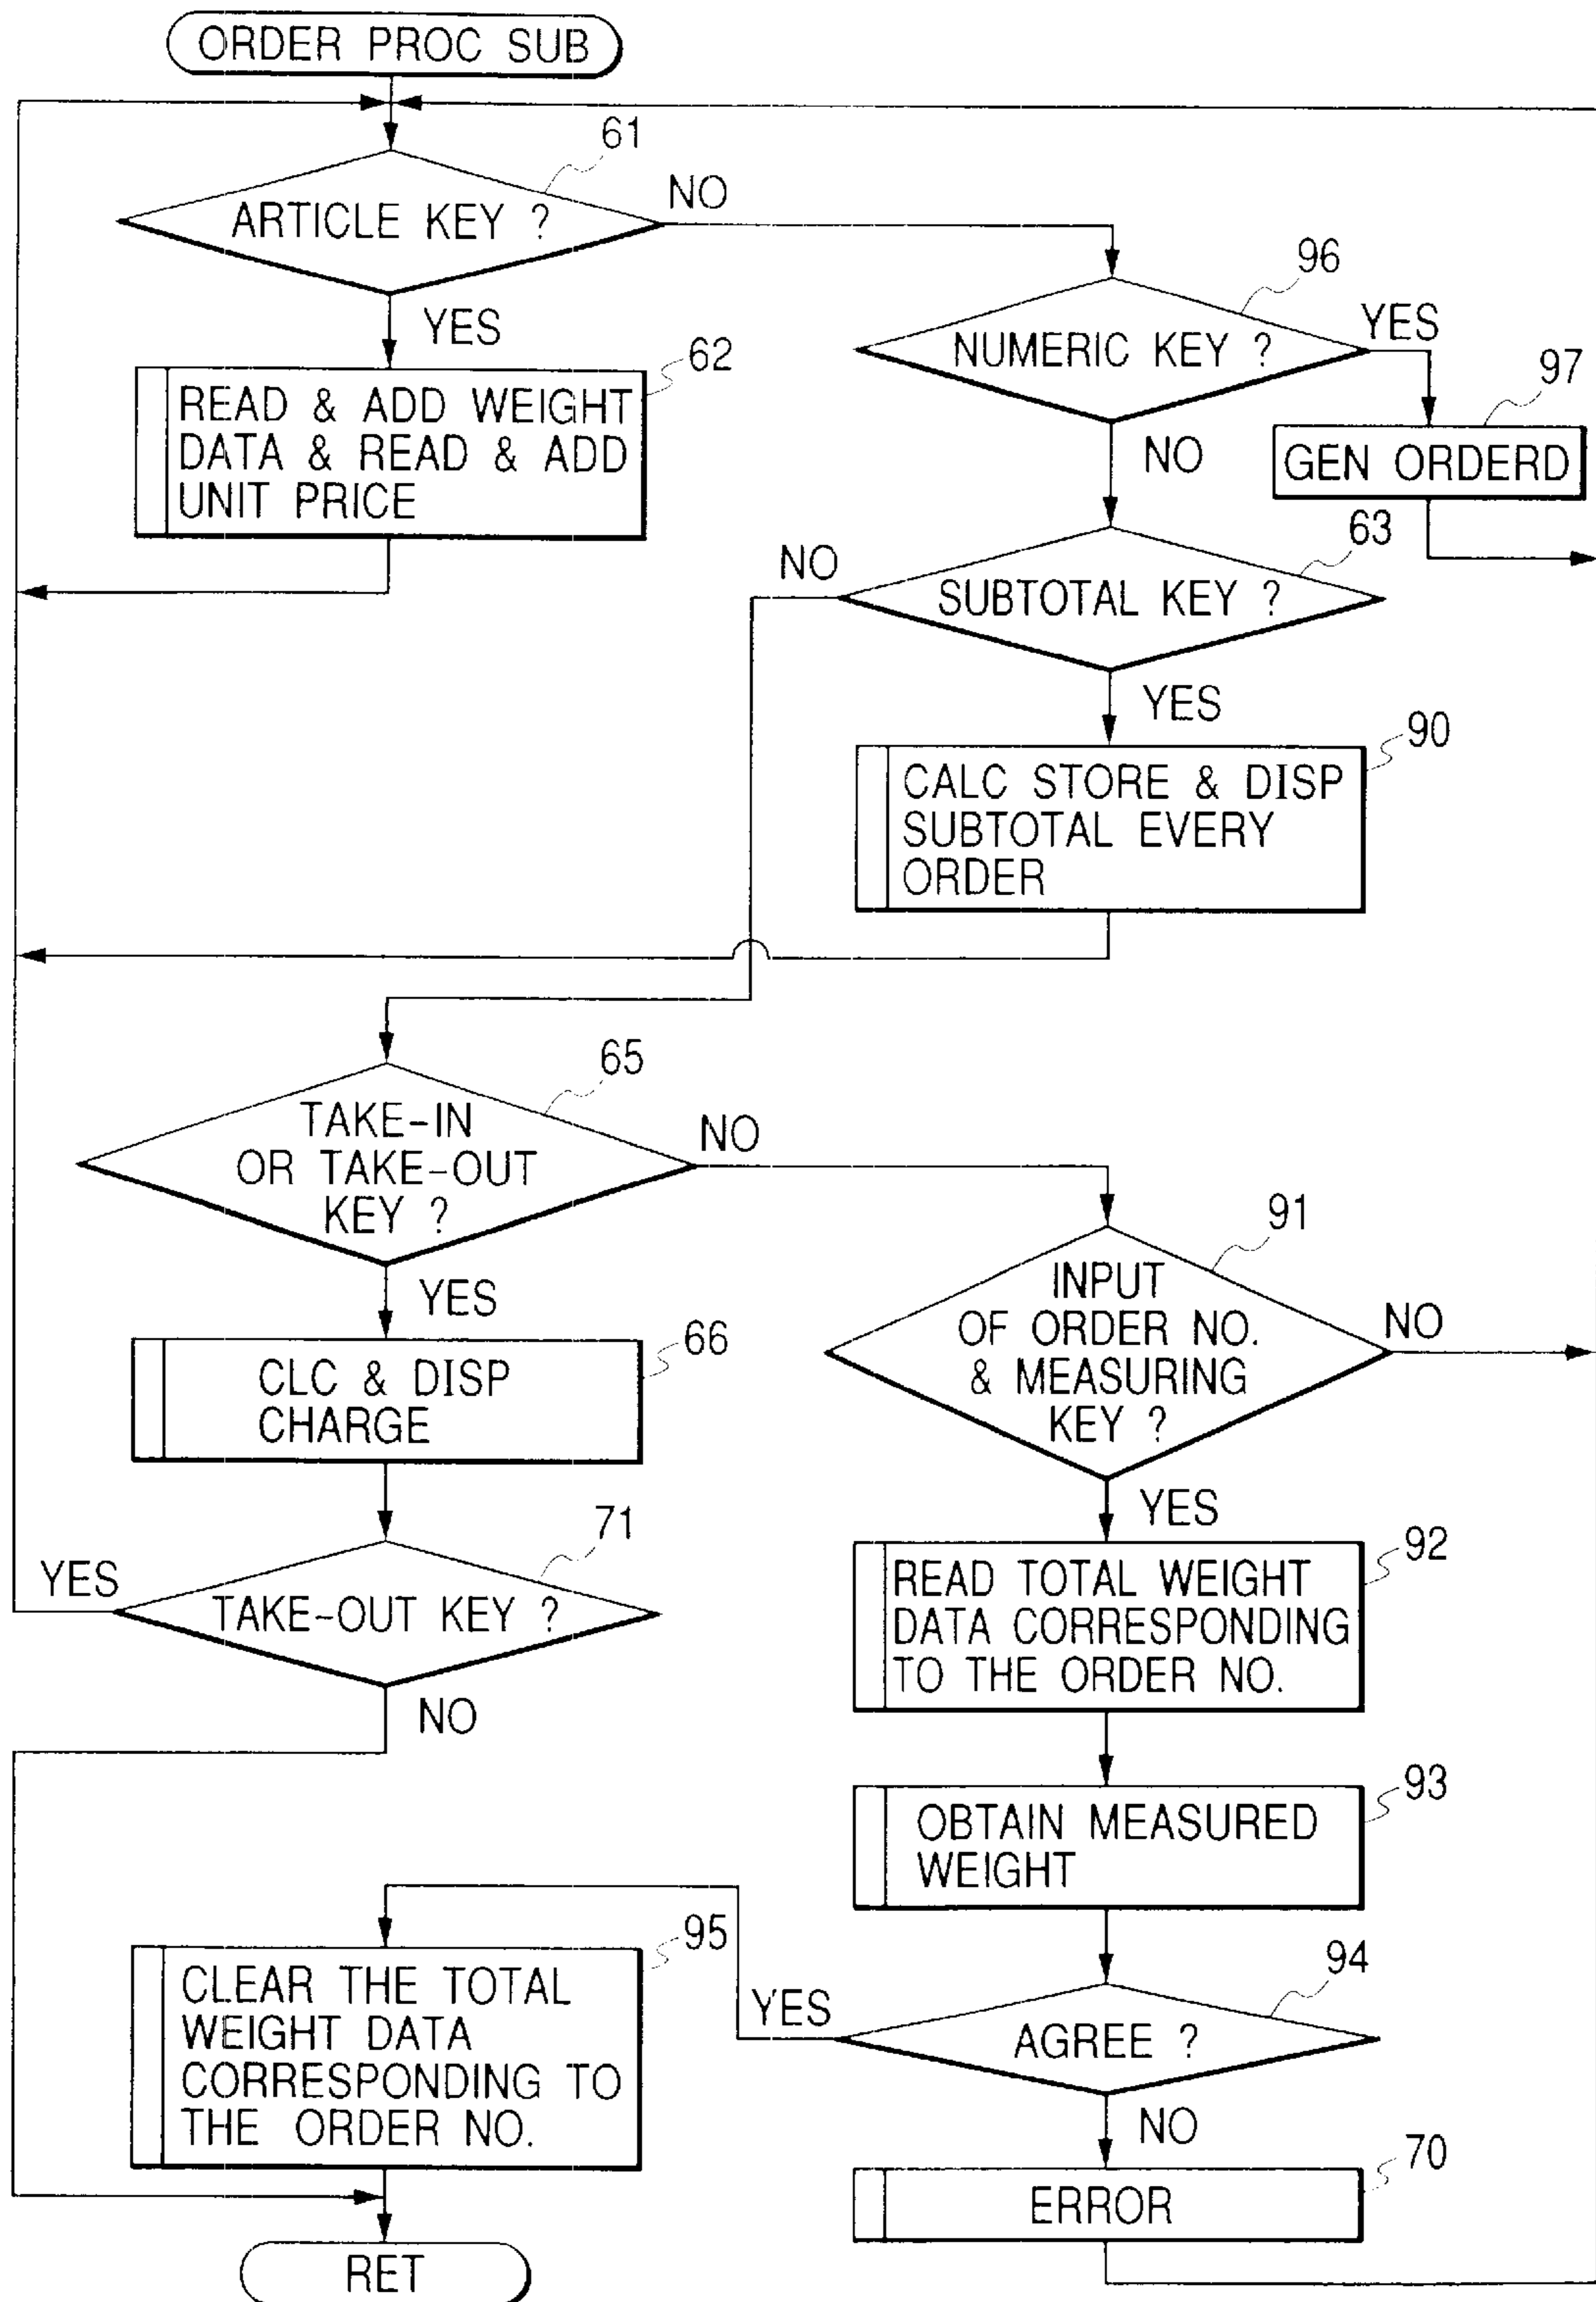 ORDER PROC SUB
61
ARTICLE KEY ?
NO
YES
96
NUMERIC KEY ?
YES
NO
62
READ & ADD WEIGHT
DATA & READ & ADD
UNIT PRICE
97
GEN ORDERD
63
SUBTOTAL KEY ?
NO
YES
90
CALC STORE & DISP
SUBTOTAL EVERY
ORDER
65
TAKE-IN
OR TAKE-OUT
KEY ?
NO
YES
91
INPUT
OF ORDER NO.
& MEASURING
KEY ?
NO
YES
66
CLC & DISP
CHARGE
71
TAKE-OUT KEY ?
YES
NO
92
READ TOTAL WEIGHT
DATA CORRESPONDING
TO THE ORDER NO.
93
OBTAIN MEASURED
WEIGHT
94
AGREE ?
YES
NO
95
CLEAR THE TOTAL
WEIGHT DATA
CORRESPONDING TO
THE ORDER NO.
70
ERROR
RET